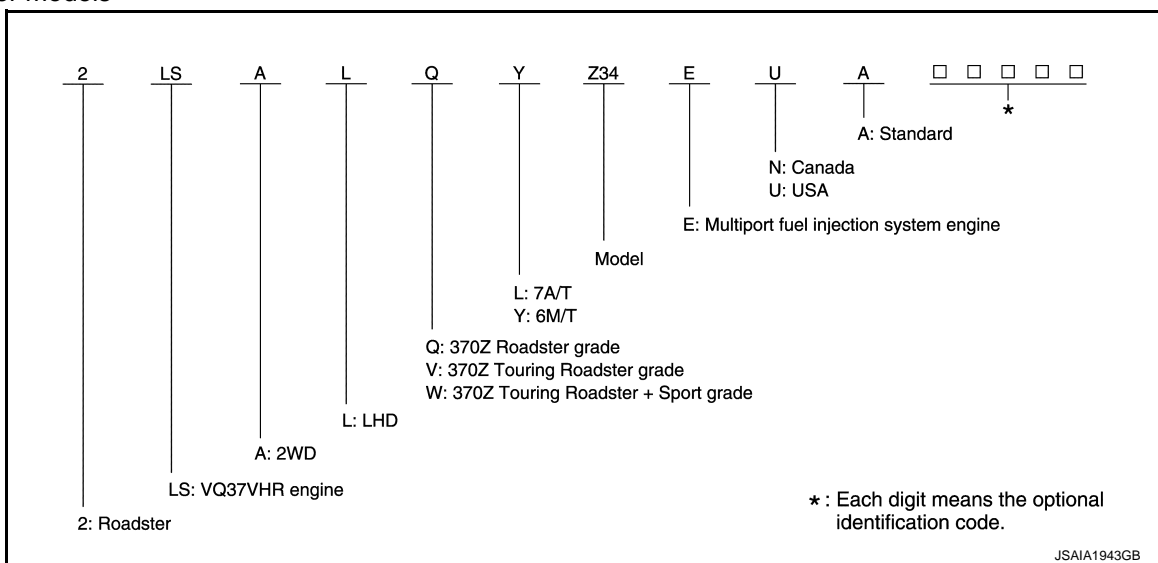 2 LS A L Q Y Z34 E U A □ □ □ □ □
*
A: Standard
N: Canada
U: USA
E: Multiport fuel injection system engine
Model
L: 7A/T
Y: 6M/T
Q: 370Z Roadster grade
V: 370Z Touring Roadster grade
W: 370Z Touring Roadster + Sport grade
L: LHD
A: 2WD
LS: VQ37VHR engine
2: Roadster
* : Each digit means the optional
identification code.
JSAIA1943GB